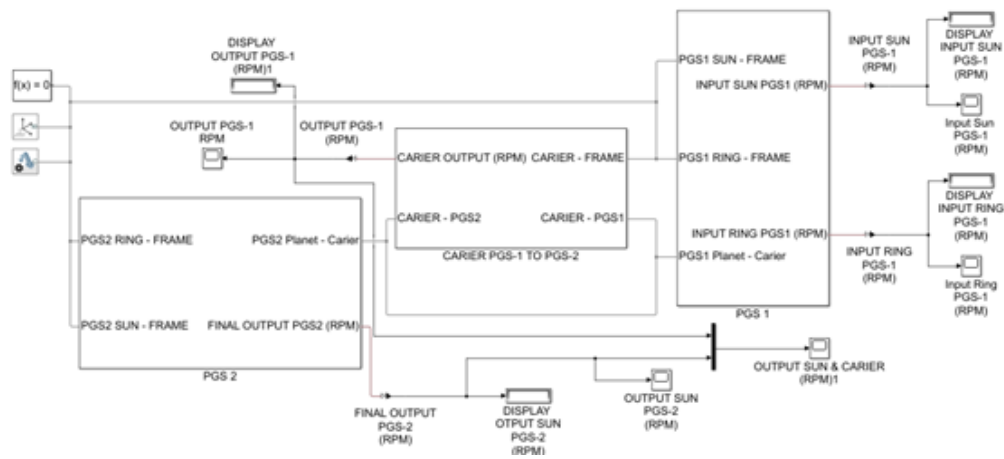 DISPLAY
OUTPUT PGS-1
(RPM)1
f(x) = 0
OUTPUT PGS-1
RPM
OUTPUT PGS-1
(RPM)
CARIER OUTPUT (RPM)
CARIER - FRAME
CARIER - PGS2
CARIER - PGS1
CARIER PGS-1 TO PGS-2
PGS1 SUN - FRAME
INPUT SUN PGS1 (RPM)
PGS1 RING - FRAME
INPUT RING PGS1 (RPM)
PGS1 Planet - Carier
PGS 1
INPUT SUN
PGS-1
(RPM)
DISPLAY
INPUT SUN
PGS-1
(RPM)
Input Sun
PGS-1
(RPM)
DISPLAY
INPUT RING
PGS-1
(RPM)
INPUT RING
PGS-1
(RPM)
Input Ring
PGS-1
(RPM)
PGS2 RING - FRAME
PGS2 Planet - Carier
PGS2 SUN - FRAME
FINAL OUTPUT PGS2 (RPM)
PGS 2
FINAL OUTPUT
PGS-2
(RPM)
DISPLAY
OTPUT SUN
PGS-2
(RPM)
OUTPUT SUN
PGS-2
(RPM)
OUTPUT SUN & CARIER
(RPM)1